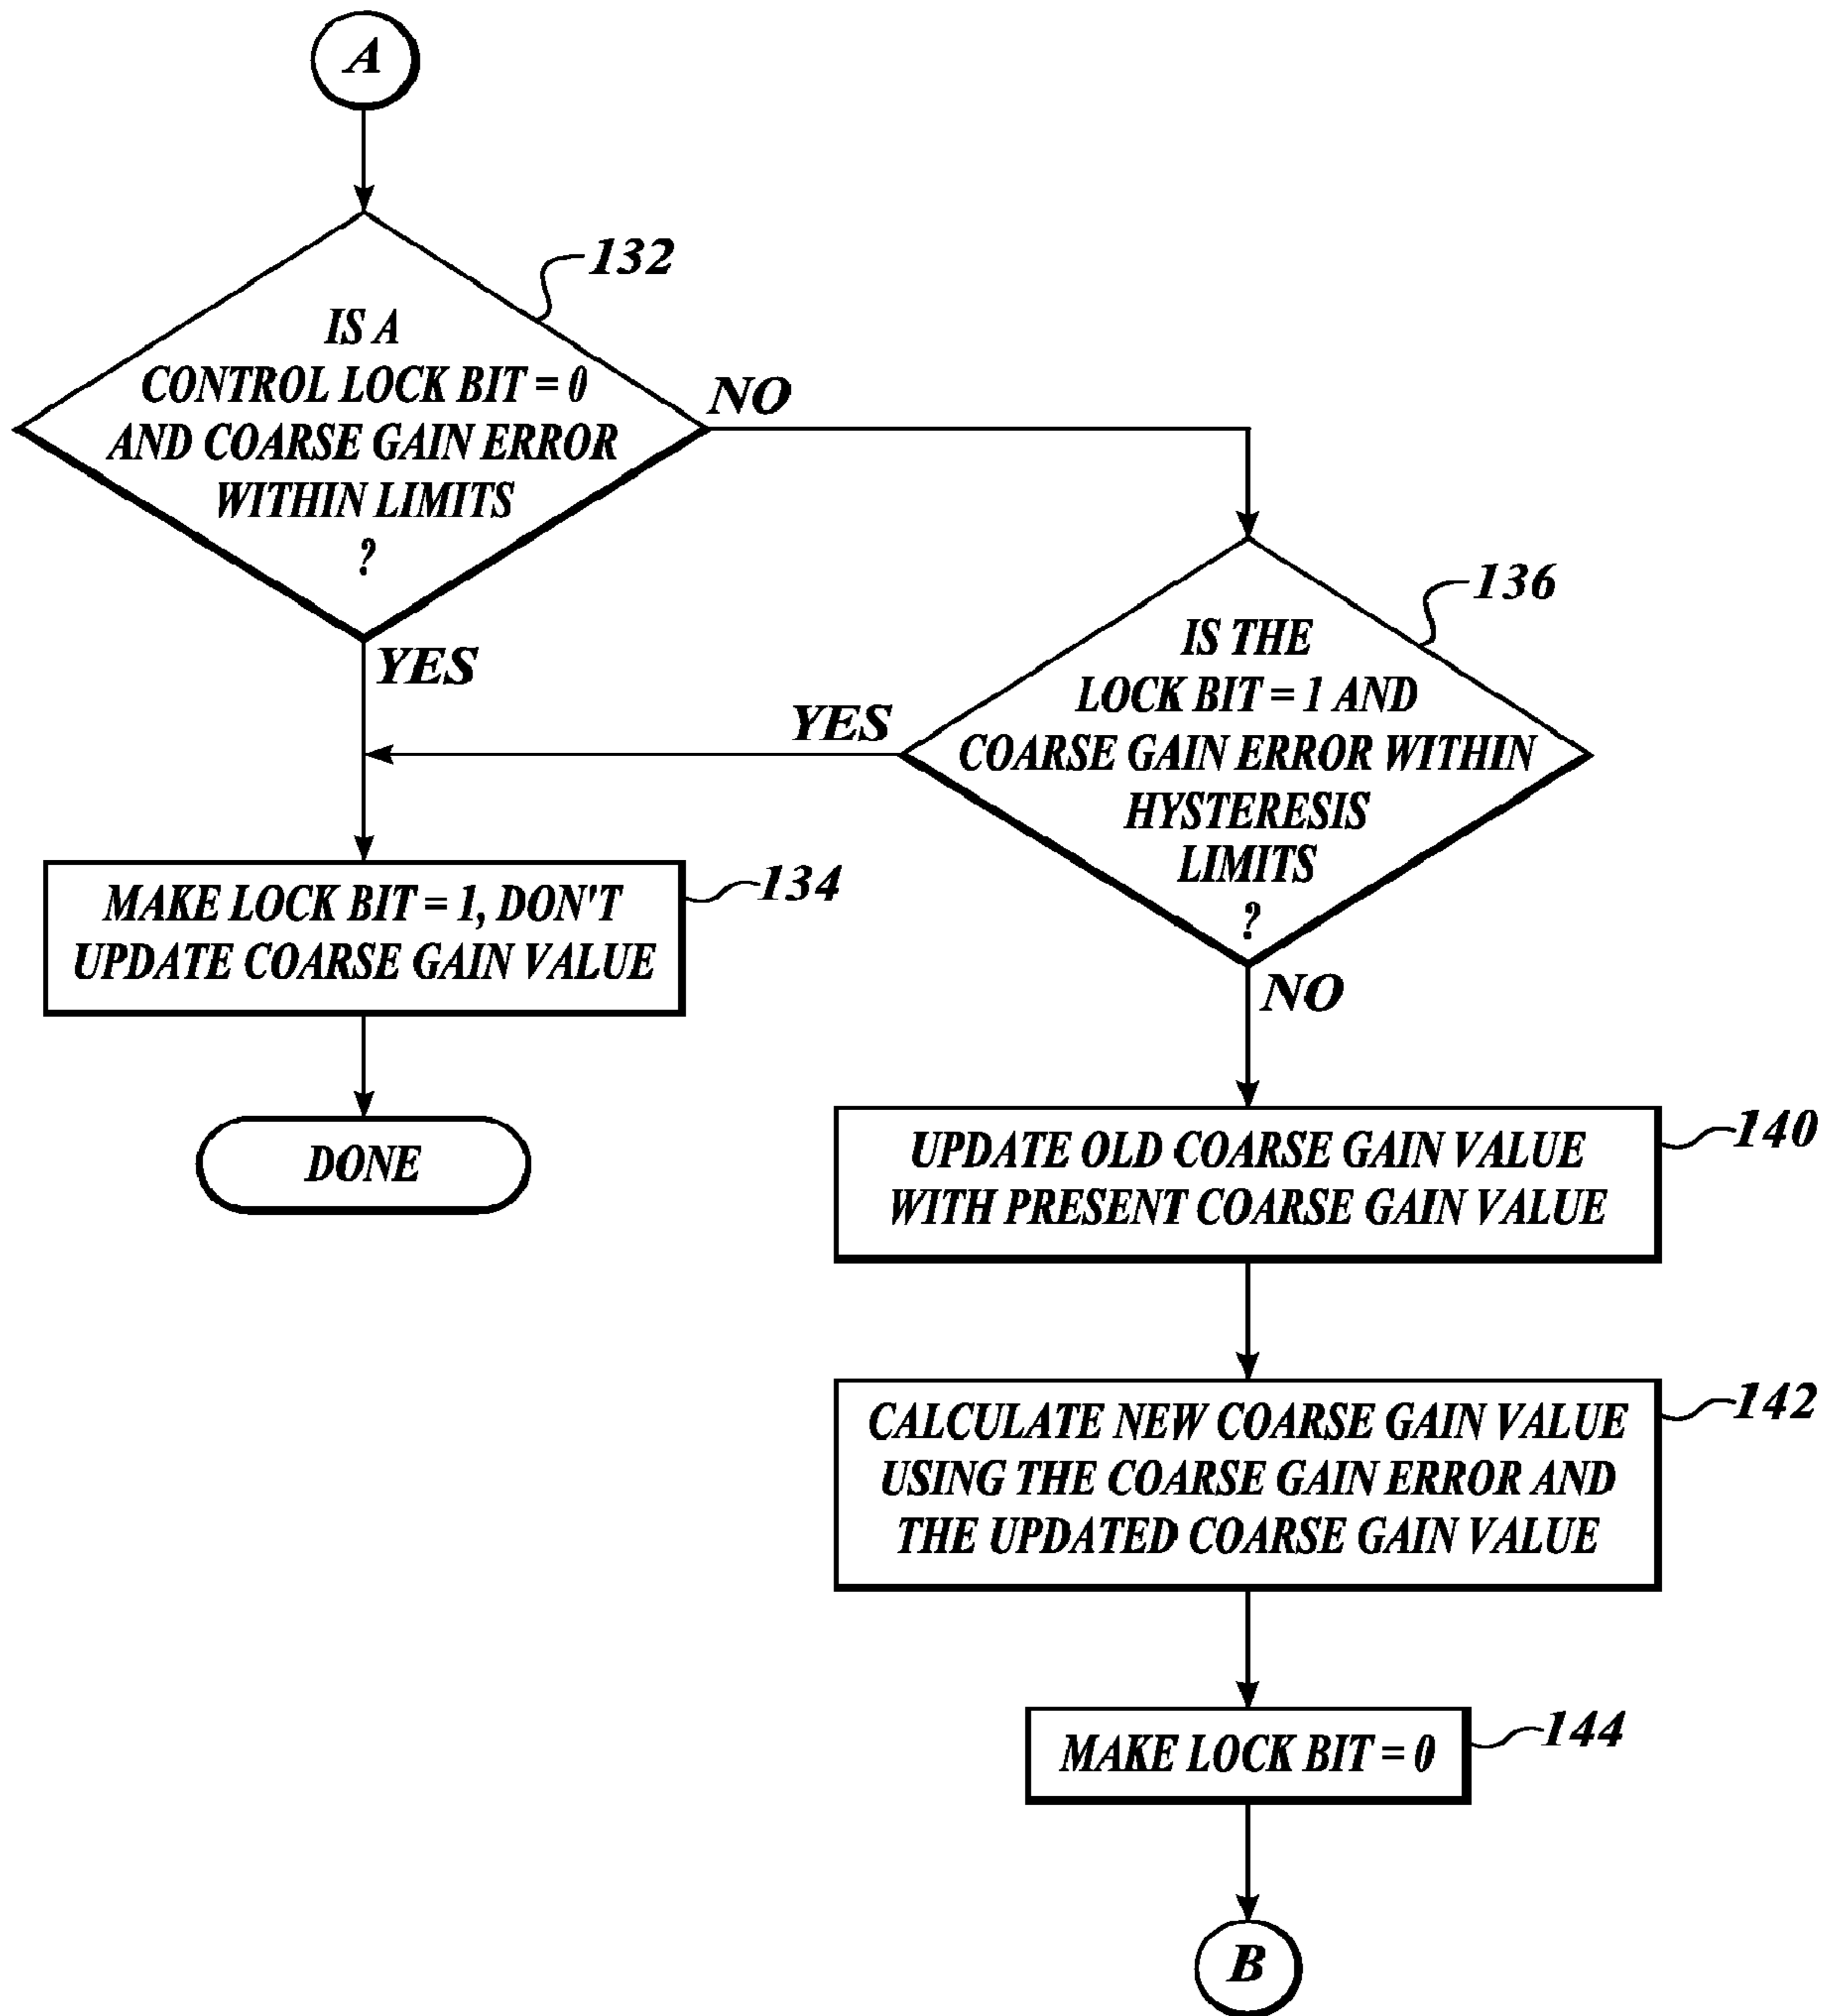 A
132
IS A
CONTROL LOCK BIT = 0
AND COARSE GAIN ERROR
WITHIN LIMITS
?
NO
YES
136
IS THE
LOCK BIT = 1 AND
COARSE GAIN ERROR WITHIN
HYSTERESIS
LIMITS
?
YES
NO
134
MAKE LOCK BIT = 1, DON'T
UPDATE COARSE GAIN VALUE
DONE
140
UPDATE OLD COARSE GAIN VALUE
WITH PRESENT COARSE GAIN VALUE
142
CALCULATE NEW COARSE GAIN VALUE
USING THE COARSE GAIN ERROR AND
THE UPDATED COARSE GAIN VALUE
144
MAKE LOCK BIT = 0
B